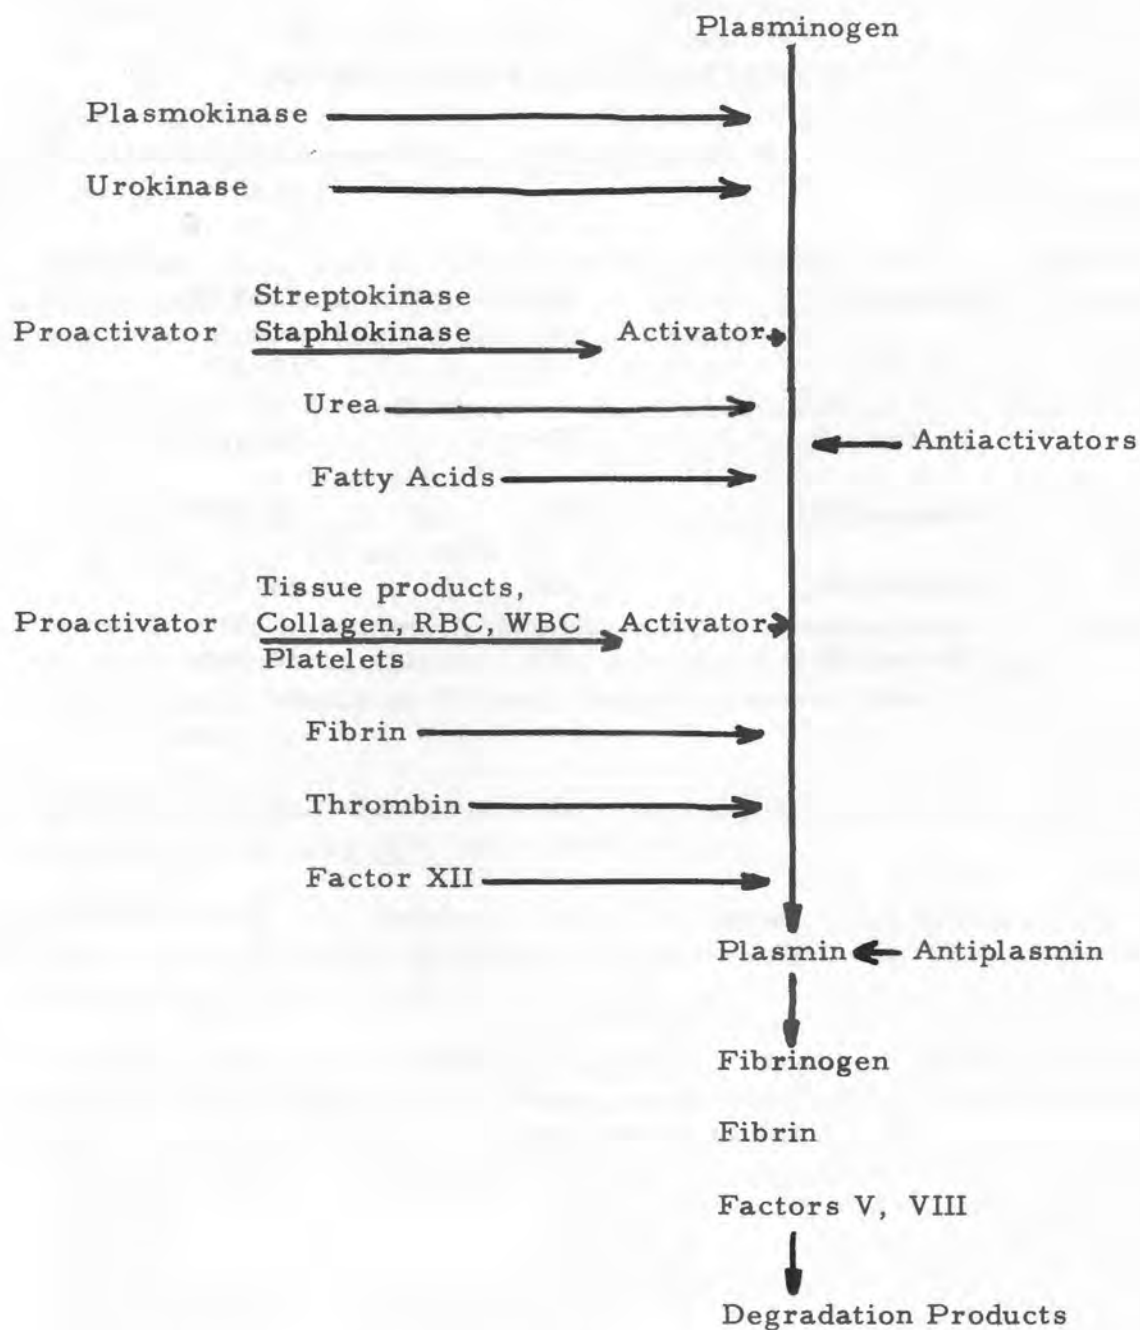 Plasminogen
Plasmokinase
Urokinase
Streptokinase
Proactivator Staphlokinase Activator
Urea
Antiactivators
Fatty Acids
Tissue products,
Proactivator Collagen, RBC, WBC Activator
Platelets
Fibrin
Thrombin
Factor XII
Plasmin Antiplasmin
Fibrinogen
Fibrin
Factors V, VIII
Degradation Products